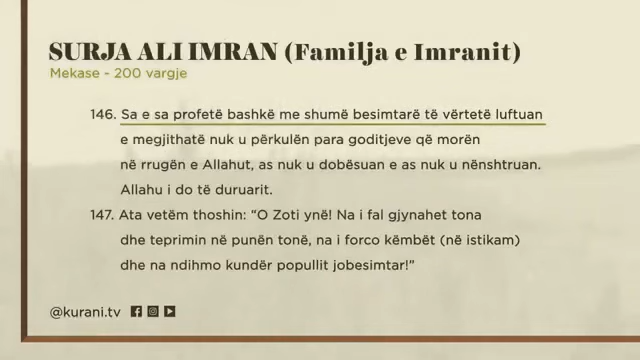 SURJA ALI IMRAN (Familja e Imranit)
Mekase - 200 vargje
146. Sa e sa profetë bashkë me shumë besimtarë të vërtetë luftuan
e megjithatë nuk u përkulën para goditjeve që morën
në rrugën e Allahut, as nuk u dobësuan e as nuk u nënshtruan.
Allahu i do të duruarit.
147. Ata vetëm thoshin: “O Zoti ynë! Na i fal gjynahet tona
dhe teprimin në punën tonë, na i forco këmbët (në istikam)
dhe na ndihmo kundër popullit jobesimtar!”
@kurani.tv